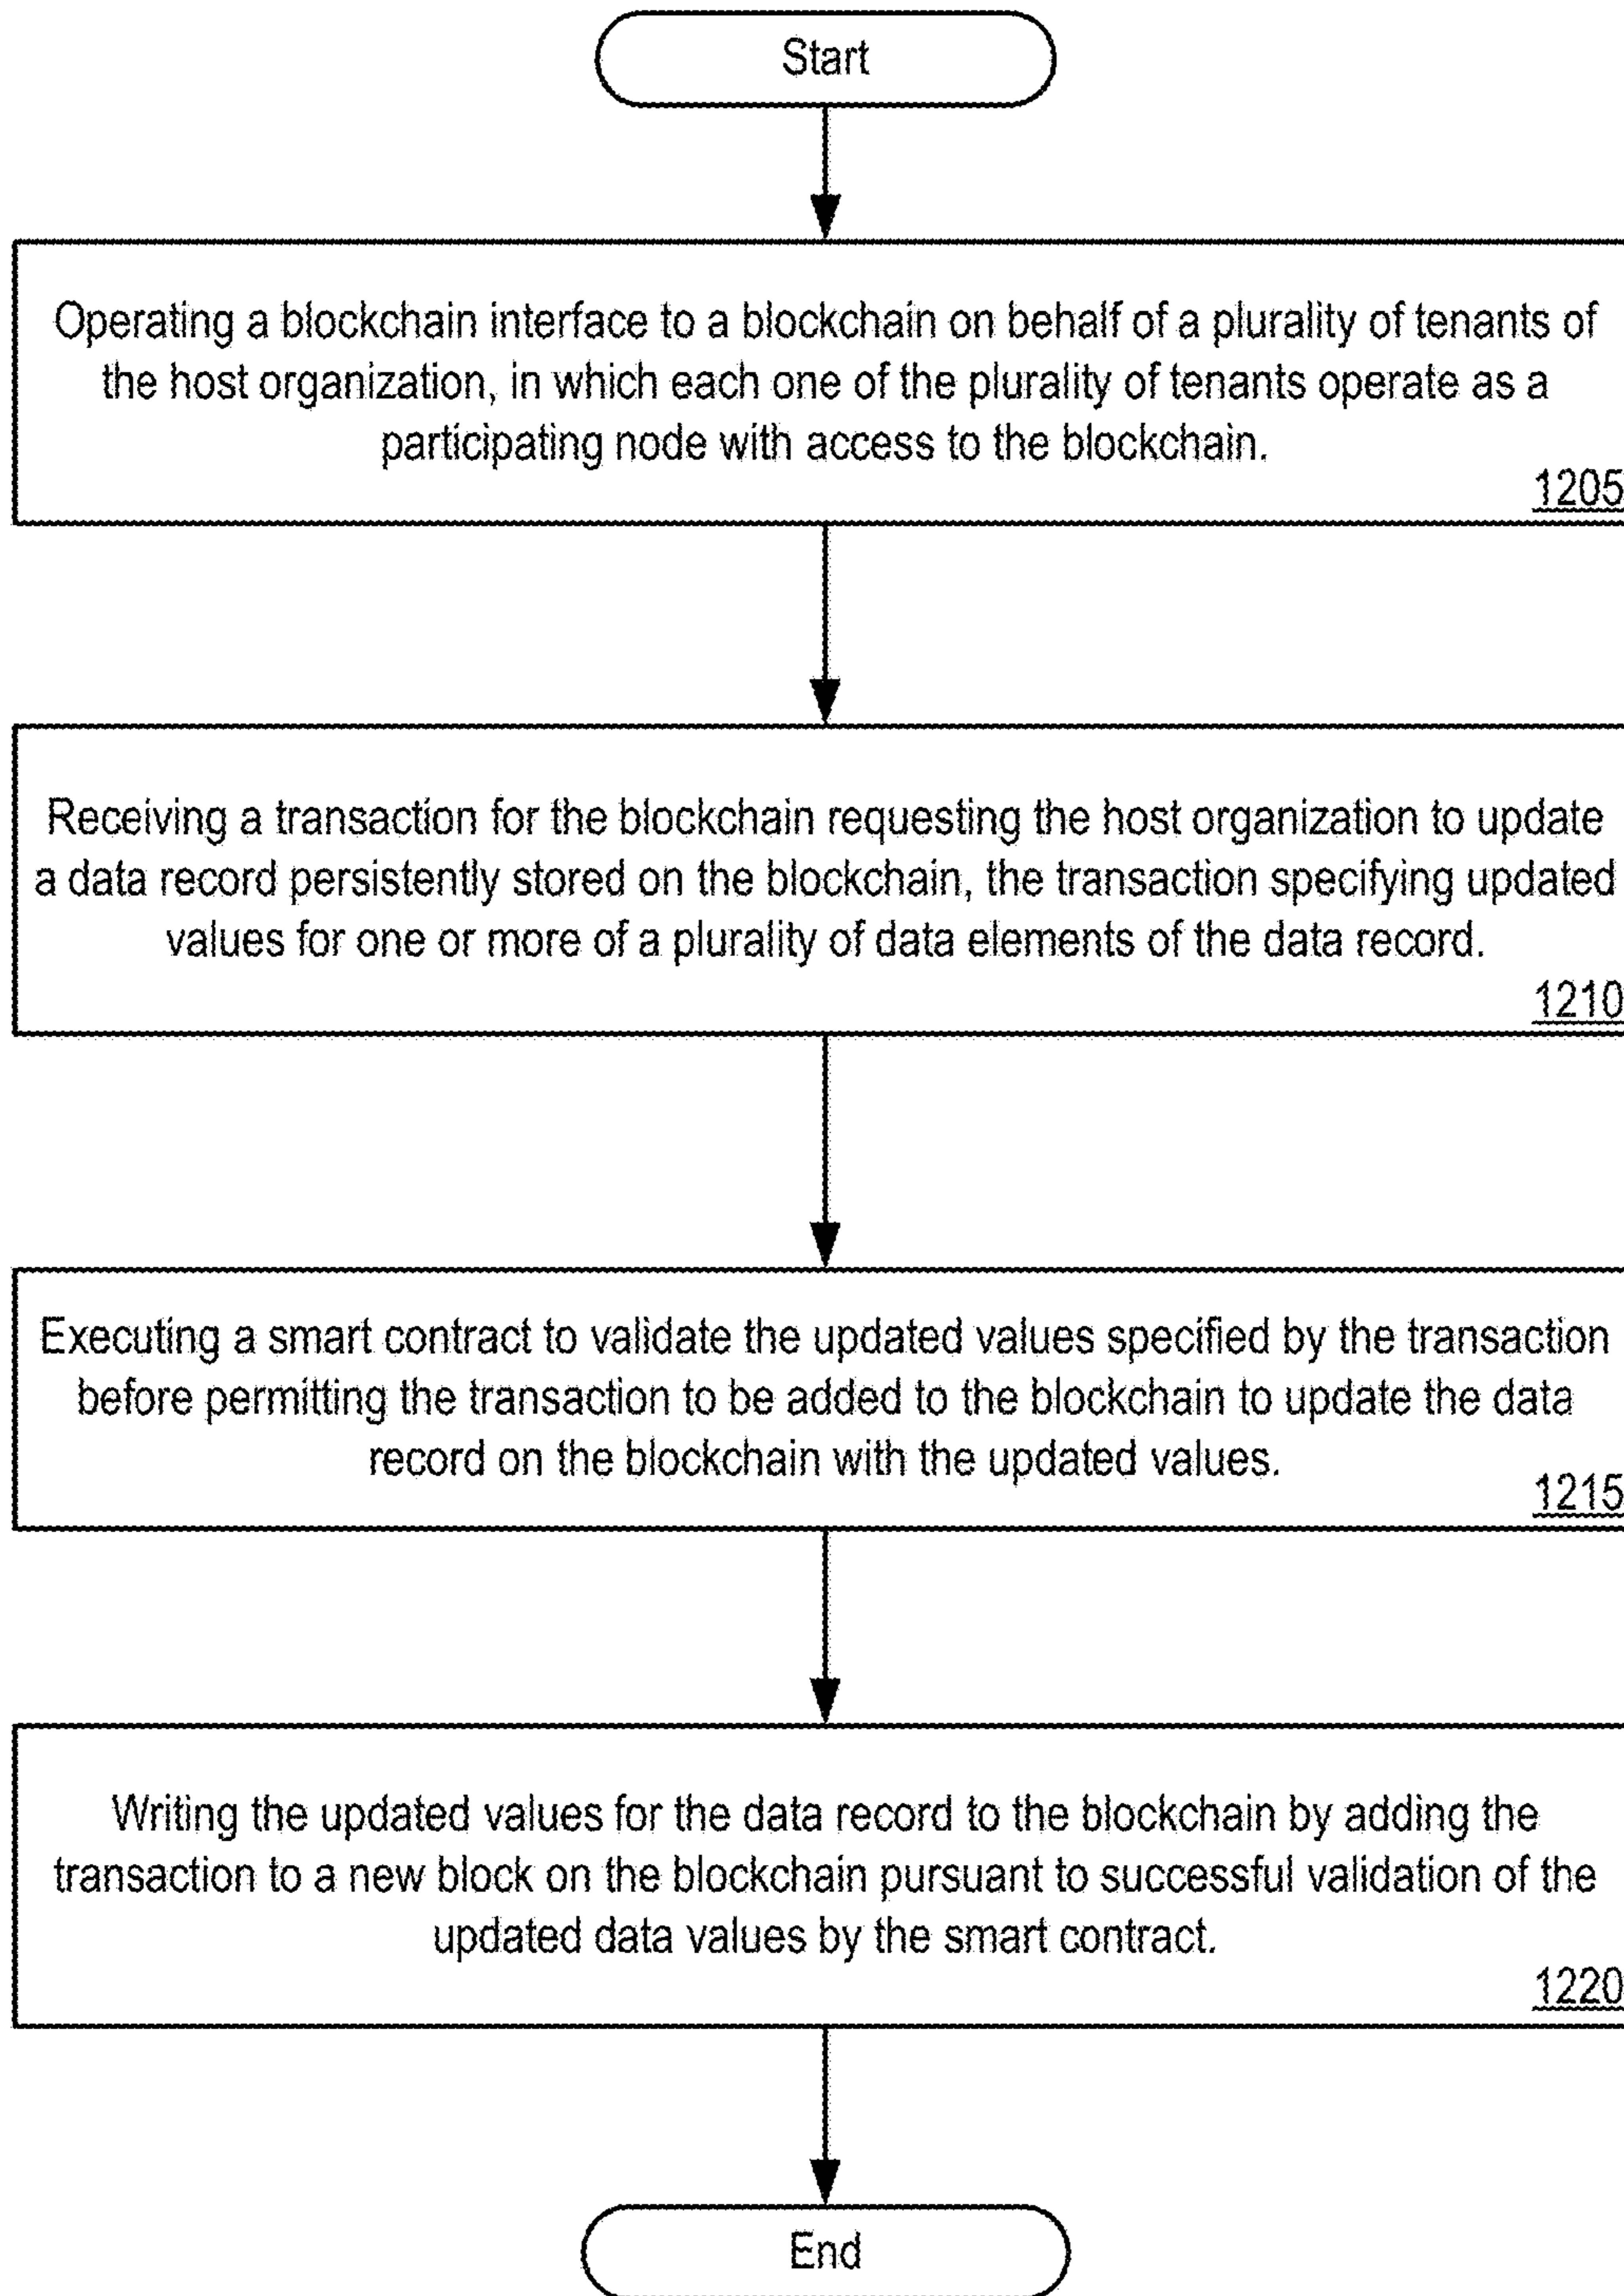 Start
Operating a blockchain interface to a blockchain on behalf of a plurality of tenants of
the host organization, in which each one of the plurality of tenants operate as a
participating node with access to the blockchain.
1205
Receiving a transaction for the blockchain requesting the host organization to update
a data record persistently stored on the blockchain, the transaction specifying updated
values for one or more of a plurality of data elements of the data record.
1210
Executing a smart contract to validate the updated values specified by the transaction
before permitting the transaction to be added to the blockchain to update the data
record on the blockchain with the updated values.
1215
Writing the updated values for the data record to the blockchain by adding the
transaction to a new block on the blockchain pursuant to successful validation of the
updated data values by the smart contract.
1220
End